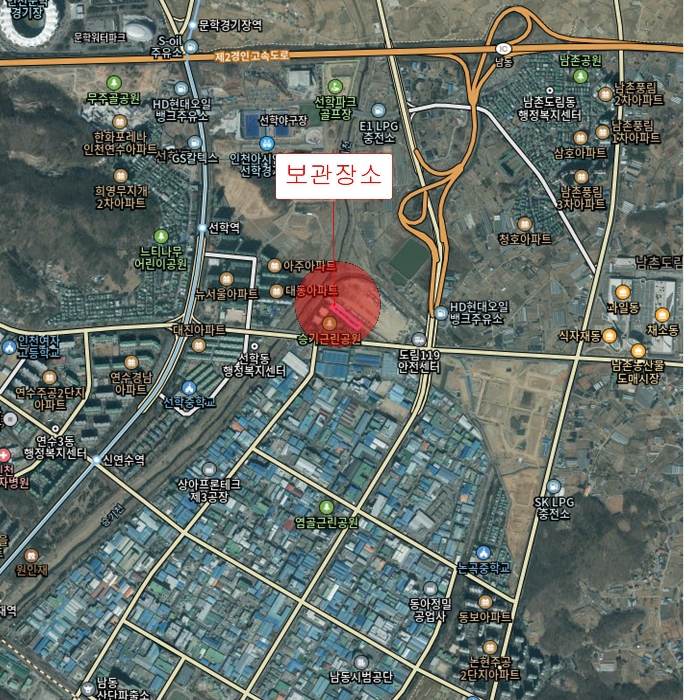 경기장
문학경기장역
문학워터파크
S-oil
주유소
제2경인고속도로
IC
남동
남촌공원
무주골공원
HD현대오일
뱅크주유소
선학파크
골프장
E1 LPG
충전소
남촌도림동
행정복지센터
남촌풍림
2차아파트
한화포레나
인천연수아파트
선학야구장
GS칼텍스
남촌풍림
1차아파트
삼호아파트
희영무지개
2차아파트
보관장소
남촌풍림
3차아파트
선학역
청호아파트
느티나무
어린이공원
아주아파트
남촌도림
뉴서울아파트
대동아파트
과일동
HD현대오일
뱅크주유소
채소동
대진아파트
승기근린공원
식자재동
인천여자
고등학교
선학동
행정복지센터
도림119
안전센터
남촌농산물
도매시장
연수경남
아파트
연수주공2단지
아파트
선학중학교
연수3동
행정복지센터
신연수역
상아프론테크
제3공장
SK LPG
충전소
승기천
염골근린공원
원인재
논곡중학교
동아정밀
공업사
동보아파트
논현주공
2단지아파트
남동시범공단
남동
산단파출소